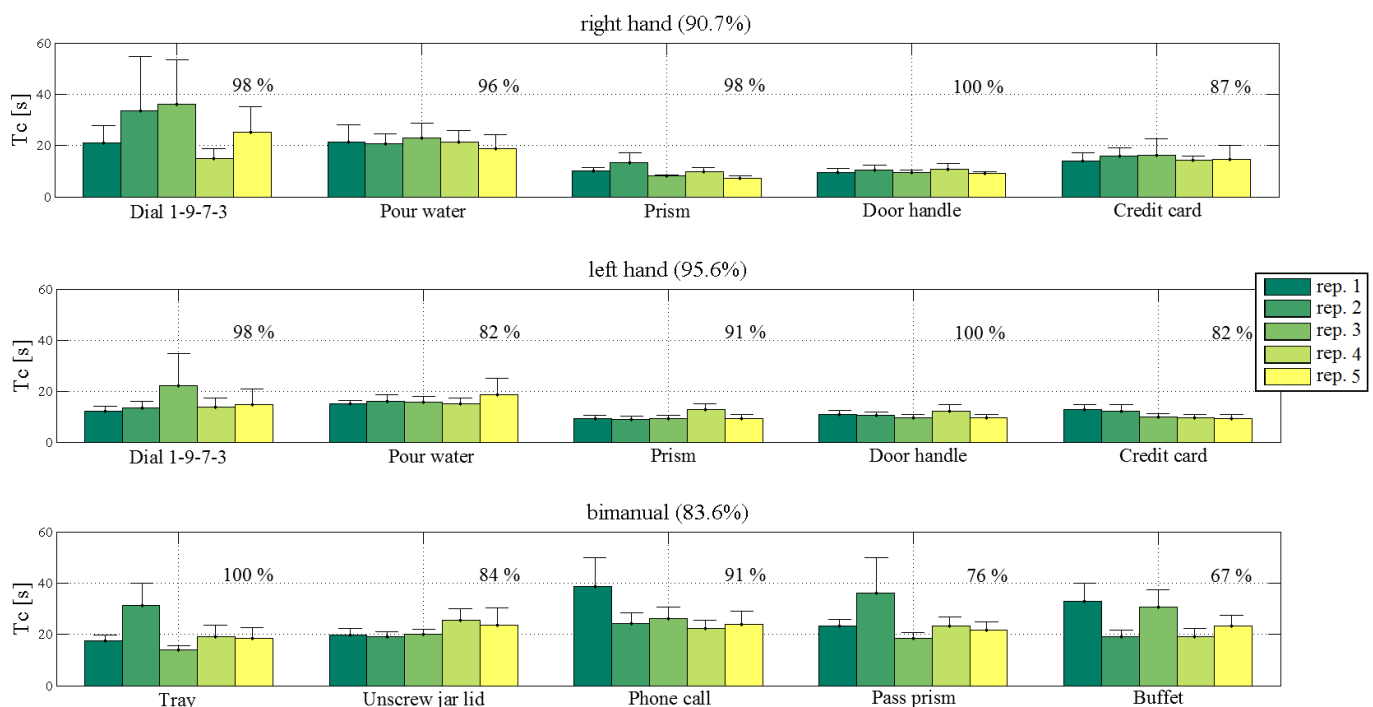 right hand (90.7%)
60
40
20
0
Tc [s]
98 %
96 %
98 %
100 %
87 %
Dial 1-9-7-3
Pour water
Prism
Door handle
Credit card
left hand (95.6%)
60
40
20
0
Tc [s]
98 %
82 %
91 %
100 %
82 %
Dial 1-9-7-3
Pour water
Prism
Door handle
Credit card
rep. 1
rep. 2
rep. 3
rep. 4
rep. 5
bimanual (83.6%)
60
40
20
0
Tc [s]
100 %
84 %
91 %
76 %
67 %
Tray
Unscrew jar lid
Phone call
Pass prism
Buffet